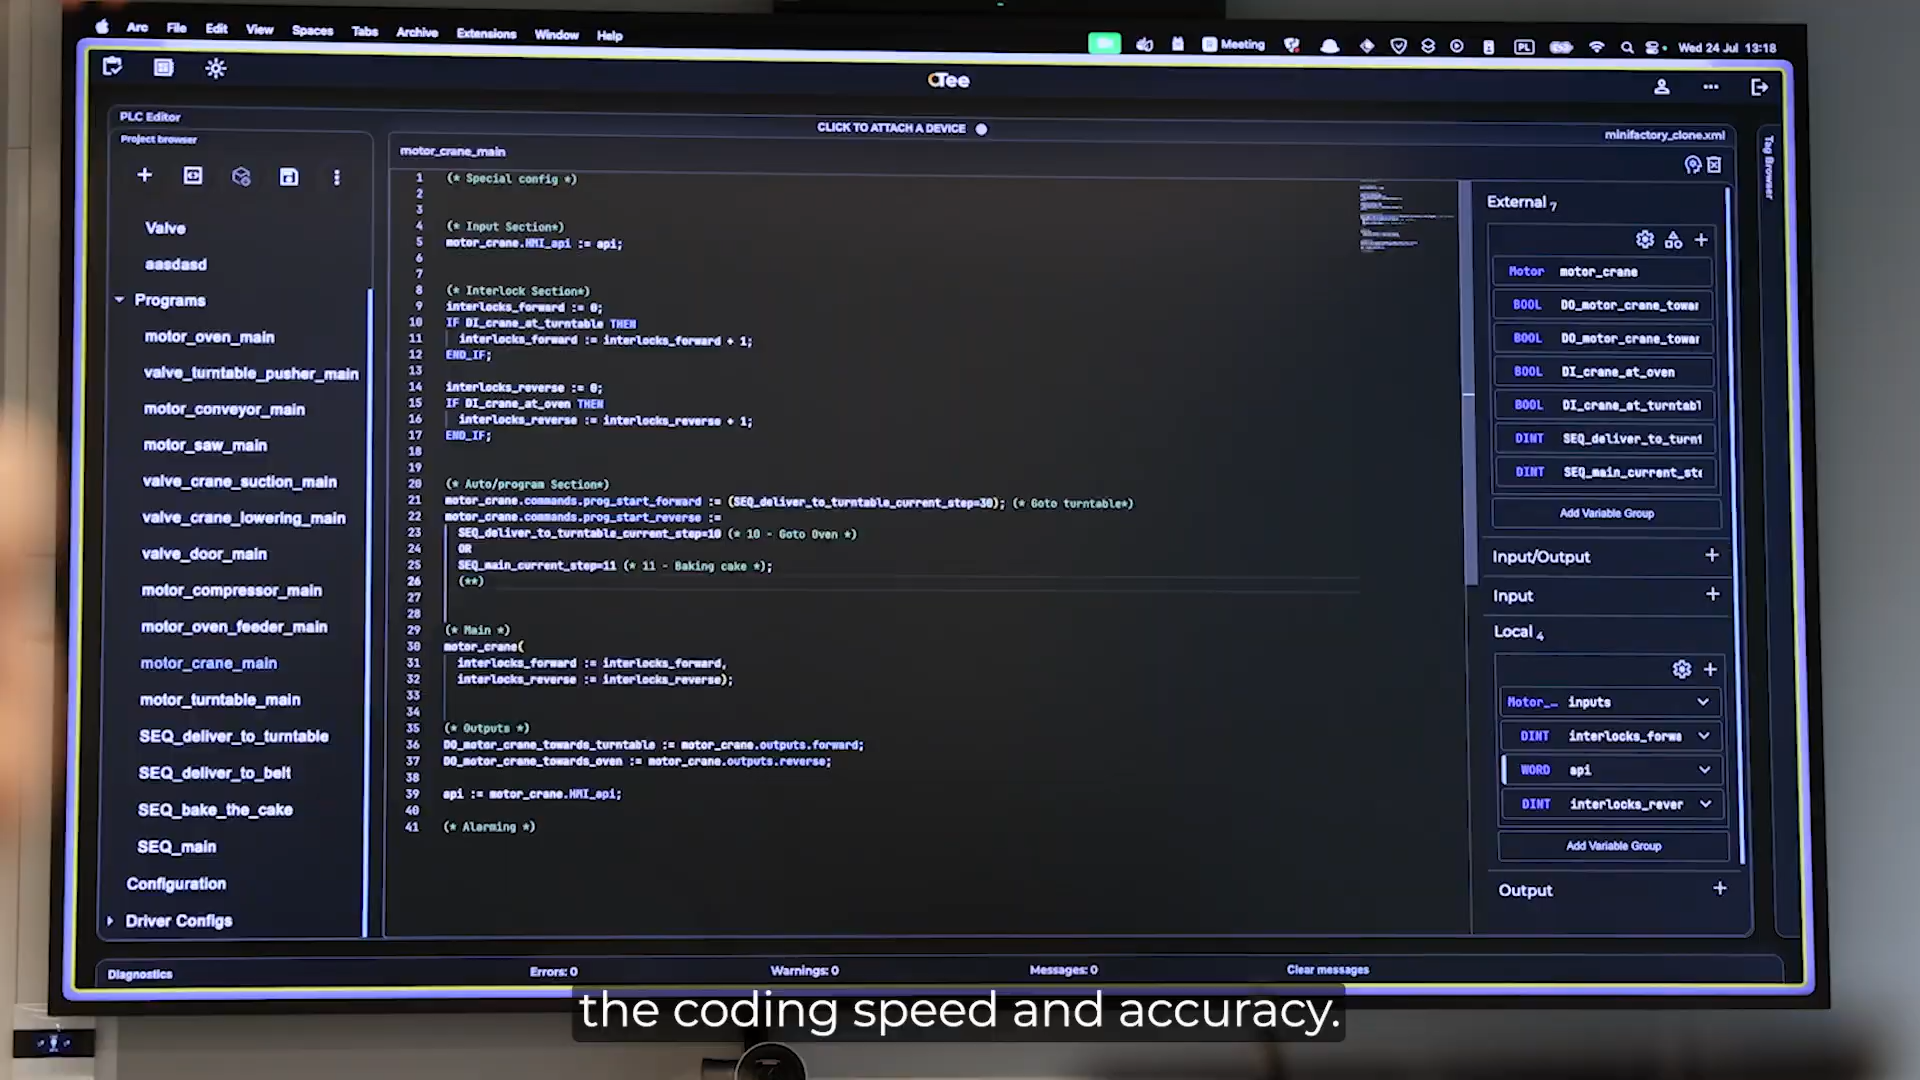 Arc File Edit View Spaces Tabs Archive Extensions Window Help
Meeting PL Wed 24 Jul 13:18
OTee
PLC Editor
CLICK TO ATTACH A DEVICE
minifactory_clone.xml
Tag Browser
Project browser
Valve
aasdasd
Programs
motor_oven_main
valve_turntable_pusher_main
motor_conveyor_main
motor_saw_main
valve_crane_suction_main
valve_crane_lowering_main
valve_door_main
motor_compressor_main
motor_oven_feeder_main
motor_crane_main
motor_turntable_main
SEQ_deliver_to_turntable
SEQ_deliver_to_belt
SEQ_bake_the_cake
SEQ_main
Configuration
Driver Configs
motor_crane_main
1 (* Special config *)
2
3
4 (* Input Section*)
5 motor_crane.HMI_api := api;
6
7
8 (* Interlock Section*)
9 interlocks_forward := 0;
10 IF DI_crane_at_turntable THEN
11 interlocks_forward := interlocks_forward + 1;
12 END_IF;
13
14 interlocks_reverse := 0;
15 IF DI_crane_at_oven THEN
16 interlocks_reverse := interlocks_reverse + 1;
17 END_IF;
18
19
20 (* Auto/program Section*)
21 motor_crane.commands.prog_start_forward := (SEQ_deliver_to_turntable_current_step=30); (* Goto turntable*)
22 motor_crane.commands.prog_start_reverse :=
23 SEQ_deliver_to_turntable_current_step=10 (* 10 - Goto Oven *)
24 OR
25 SEQ_main_current_step=11 (* 11 - Baking cake *);
26 (**)
27
28
29 (* Main *)
30 motor_crane(
31 interlocks_forward := interlocks_forward,
32 interlocks_reverse := interlocks_reverse);
33
34
35 (* Outputs *)
36 DO_motor_crane_towards_turntable := motor_crane.outputs.forward;
37 DO_motor_crane_towards_oven := motor_crane.outputs.reverse;
38
39 api := motor_crane.HMI_api;
40
41 (* Alarming *)
External 7
Motor motor_crane
BOOL DO_motor_crane_towar
BOOL DO_motor_crane_towar
BOOL DI_crane_at_oven
BOOL DI_crane_at_turntabl
DINT SEQ_deliver_to_turnt
DINT SEQ_main_current_ste
Add Variable Group
Input/Output
Input
Local 4
Motor_… inputs
DINT interlocks_forwa
WORD api
DINT interlocks_rever
Add Variable Group
Output
Diagnostics Errors: 0 Warnings: 0 Messages: 0 Clear messages
the coding speed and accuracy.